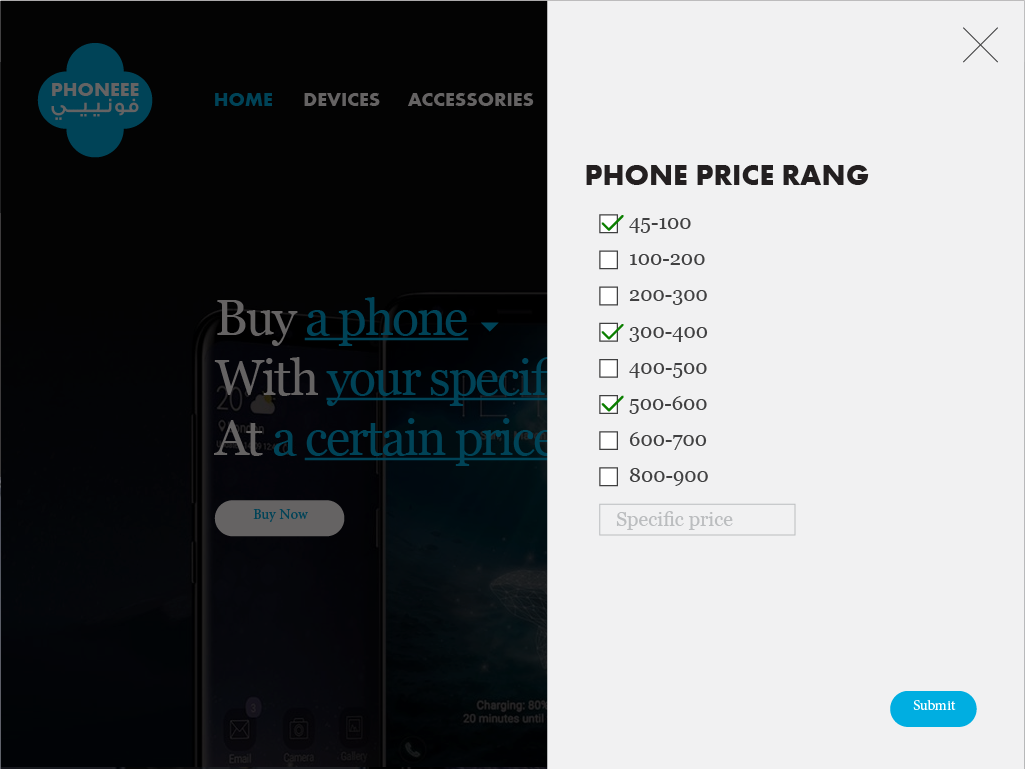 PHONEEE
فونييي
HOME DEVICES ACCESSORIES
Buy a phone
With your specif
At a certain price
20
Buy Now
3
Email Camera Gallery
Charging: 80%
20 minutes until
PHONE PRICE RANG
45-100
100-200
200-300
300-400
400-500
500-600
600-700
800-900
Specific price
Submit